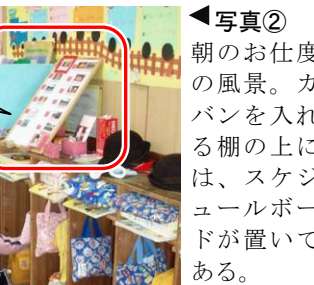 ◀写真②
朝のお仕度
の風景。カ
バンを入れ
る棚の上に
は、スケジ
ュールボー
ドが置いて
ある。